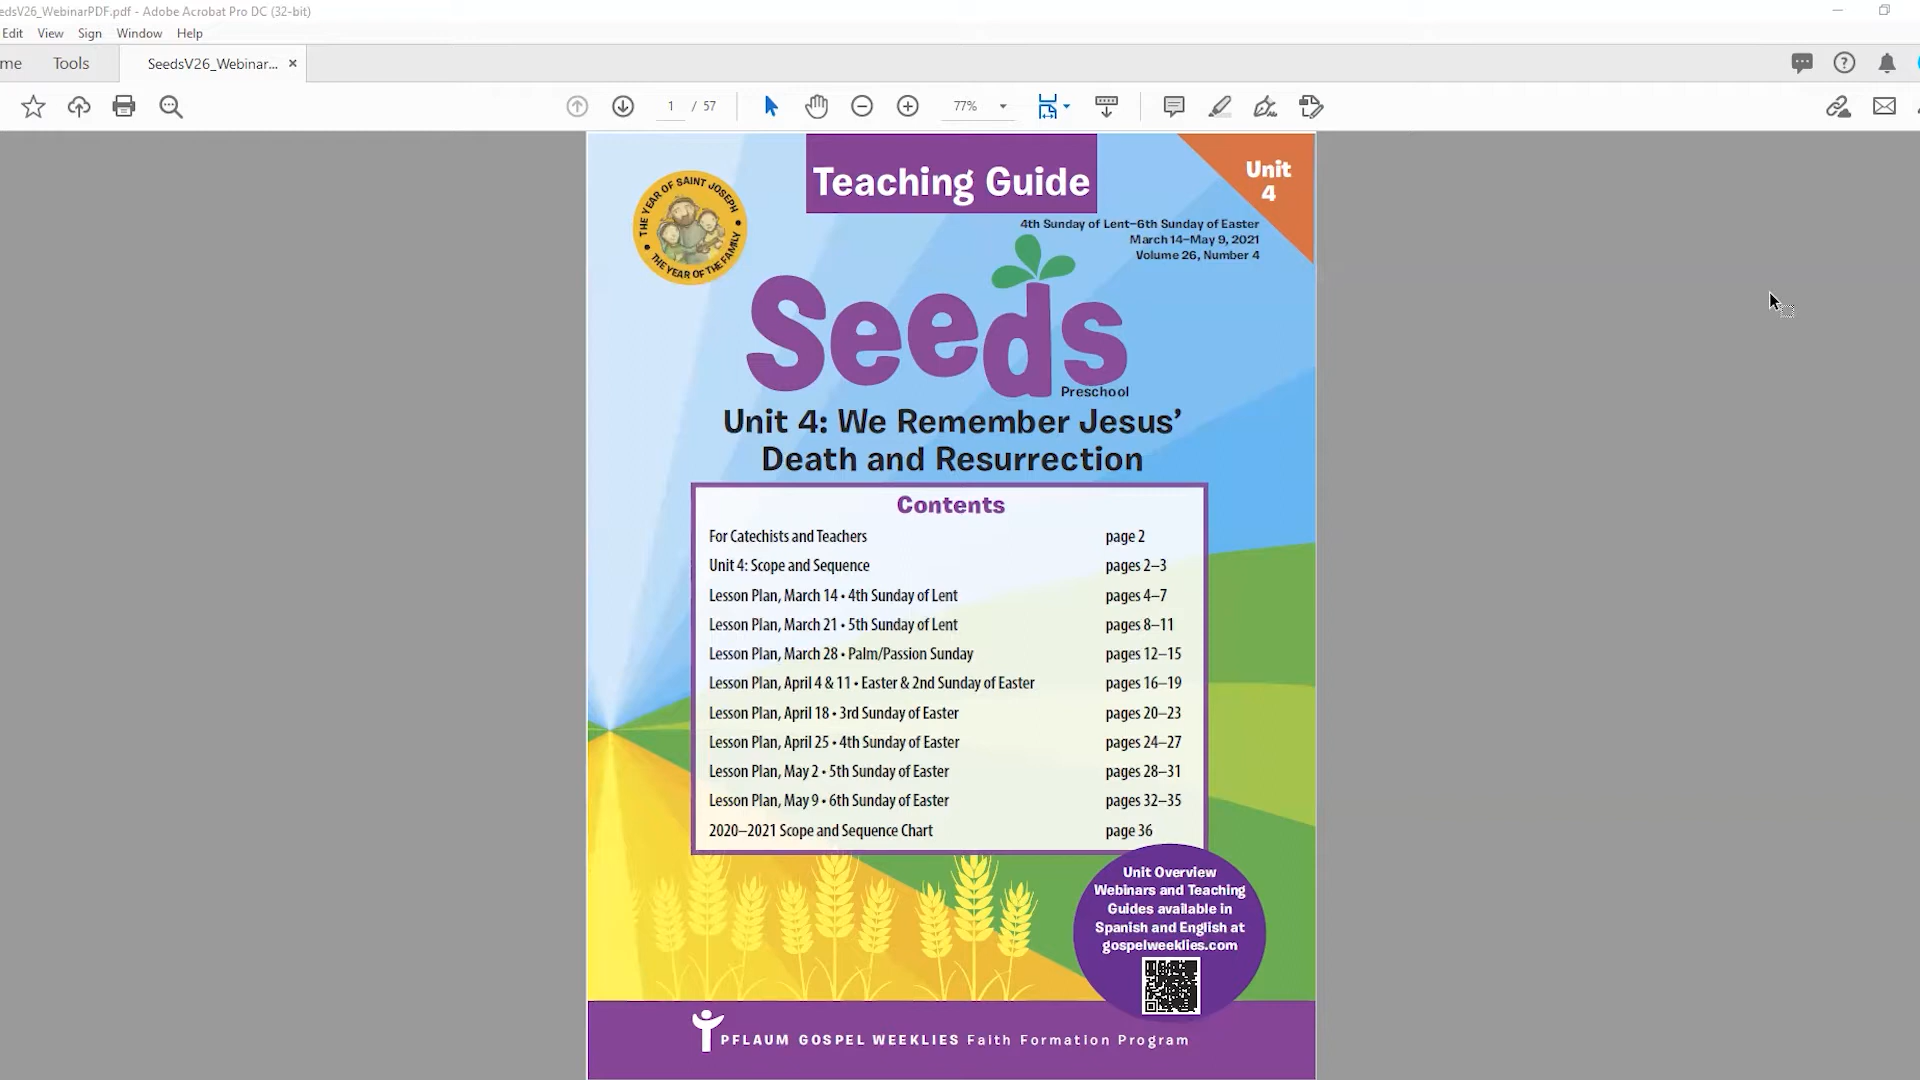 edsV26_WebinarPDF.pdf - Adobe Acrobat Pro DC (32-bit)
Edit View Sign Window Help
me Tools SeedsV26_Webinar... ×
1 / 57 77%
Teaching Guide
Unit
4
THE YEAR OF SAINT JOSEPH
THE YEAR OF THE FAMILY
4th Sunday of Lent–6th Sunday of Easter
March 14–May 9, 2021
Volume 26, Number 4
Seeds
Preschool
Unit 4: We Remember Jesus’
Death and Resurrection
Contents
For Catechists and Teachers page 2
Unit 4: Scope and Sequence pages 2–3
Lesson Plan, March 14 • 4th Sunday of Lent pages 4–7
Lesson Plan, March 21 • 5th Sunday of Lent pages 8–11
Lesson Plan, March 28 • Palm/Passion Sunday pages 12–15
Lesson Plan, April 4 & 11 • Easter & 2nd Sunday of Easter pages 16–19
Lesson Plan, April 18 • 3rd Sunday of Easter pages 20–23
Lesson Plan, April 25 • 4th Sunday of Easter pages 24–27
Lesson Plan, May 2 • 5th Sunday of Easter pages 28–31
Lesson Plan, May 9 • 6th Sunday of Easter pages 32–35
2020–2021 Scope and Sequence Chart page 36
Unit Overview
Webinars and Teaching
Guides available in
Spanish and English at
gospelweeklies.com
PFLAUM GOSPEL WEEKLIES Faith Formation Program